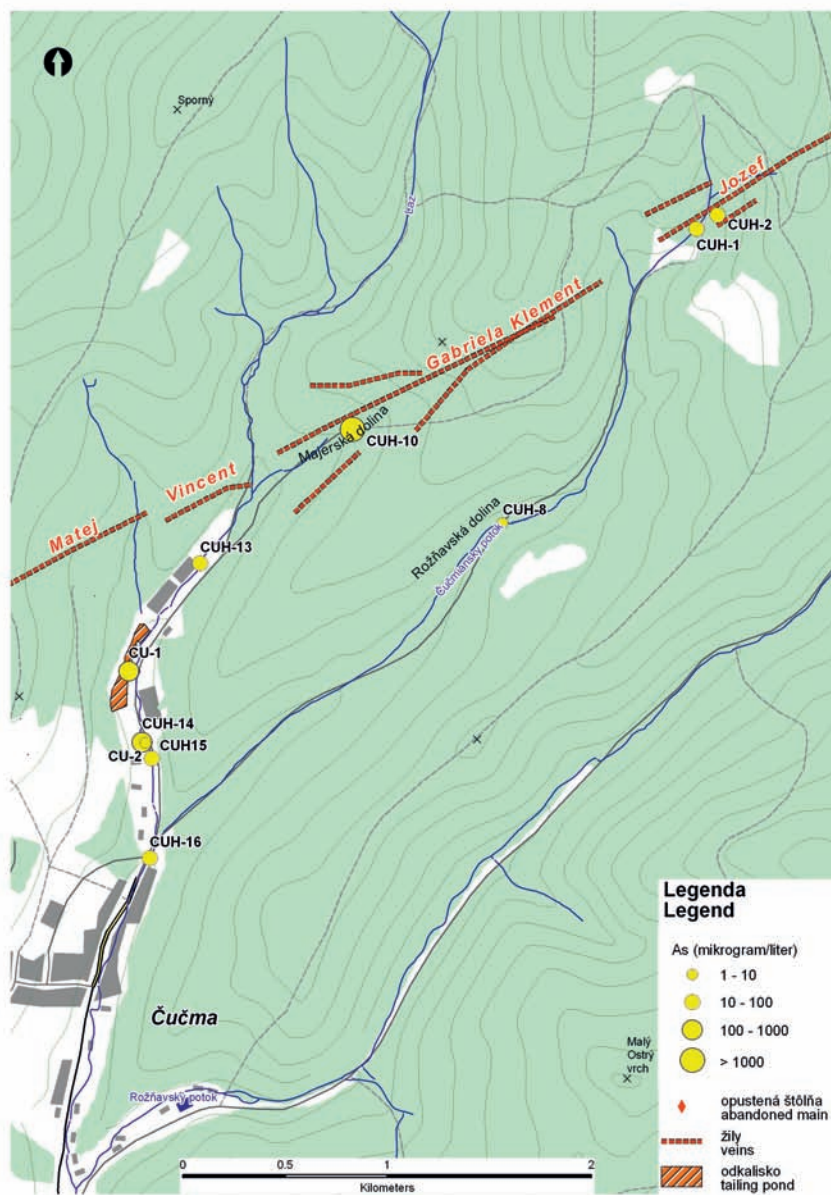 Sporný
Laz
Jozef
CUH-2
CUH-1
Gabriela Klement
Majerská dolina
CUH-10
Vincent
Matej
CUH-8
Rožňavská dolina
Čučmiansky potok
CUH-13
CU-1
CUH-14
CUH15
CU-2
CUH-16
Čučma
Rožňavský potok
Malý
Ostrý
vrch
Legenda
Legend
As (mikrogram/liter)
1 - 10
10 - 100
100 - 1000
> 1000
opustená štôlňa
abandoned main
žily
veins
odkalisko
tailing pond
0 0.5 1 2
Kilometers